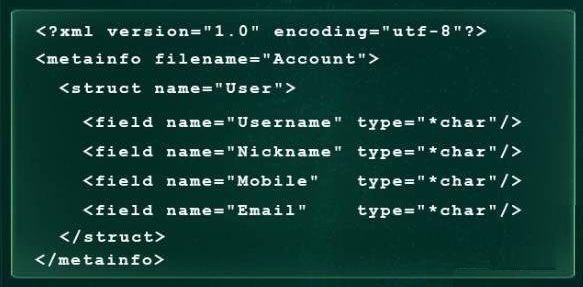 <?xml version="1.0" encoding="utf-8"?>
<metainfo filename="Account">
<struct name="User">
<field name="Username" type="*char"/>
<field name="Nickname" type="*char"/>
<field name="Mobile" type="*char"/>
<field name="Email" type="*char"/>
</struct>
</metainfo>